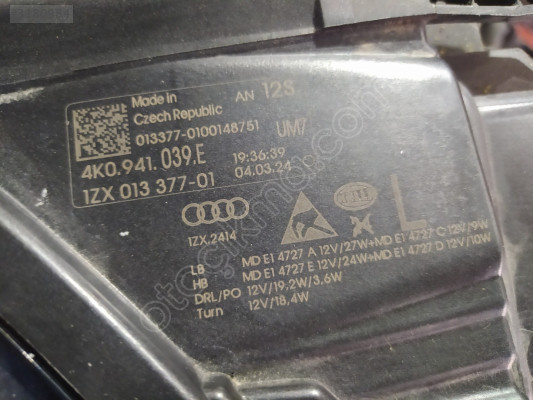 Made in
Czech Republic
AN 12S
013377-0100148751
UM7
4K0.941.039.E
19:36:39
1ZX 013 377-01
04.03.24
1ZX.2414
L
LB MD E1 4727 A 12V/27W+MD E1 4727 C 12V/9W
HB MD E1 4727 E 12V/24W+MD E1 4727 D 12V/10W
DRL/PO 12V/19,2W/3,6W
Turn 12V/18,4W